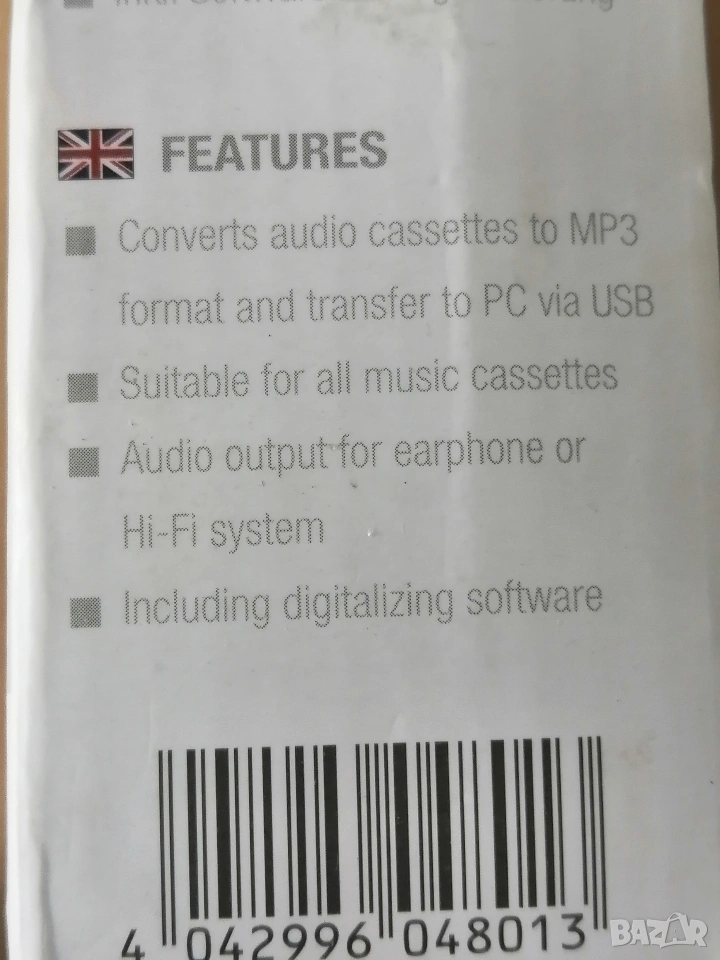 FEATURES
Converts audio cassettes to MP3
format and transfer to PC via USB
Suitable for all music cassettes
Audio output for earphone or
Hi-Fi system
Including digitalizing software
4 042996 048013
BAZAR